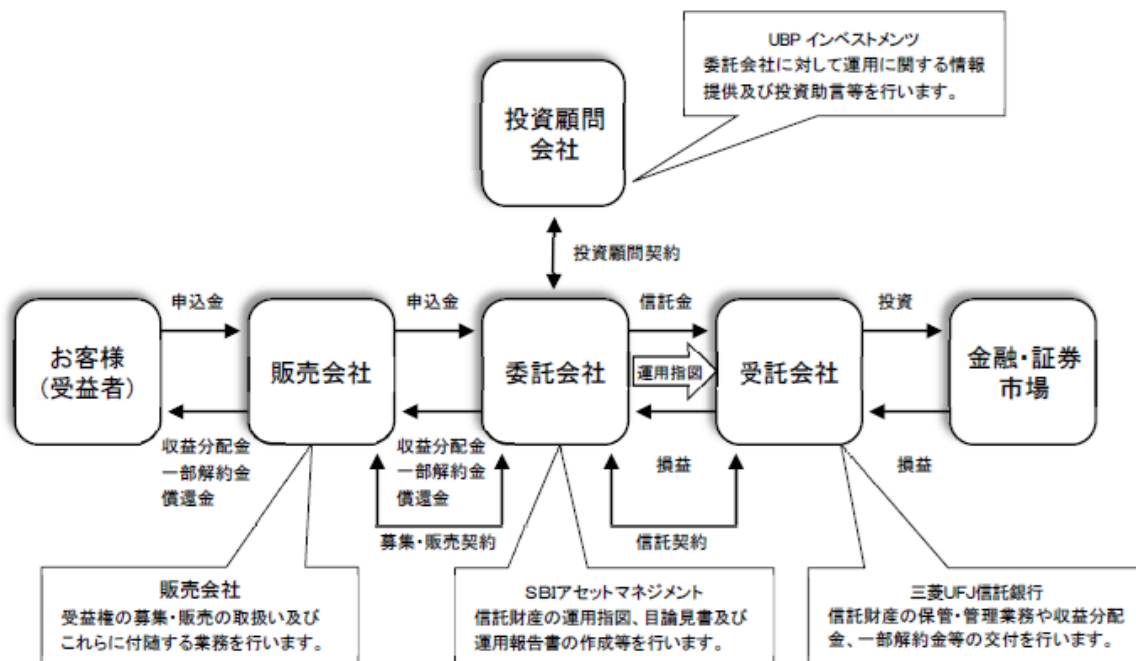 UBP インベストメンツ
委託会社に対して運用に関する情報
提供及び投資助言等を行います。
投資顧問
会社
投資顧問契約
申込金
申込金
信託金
投資
お客様
(受益者)
販売会社
委託会社
運用指図
受託会社
金融・証券
市場
収益分配金
一部解約金
償還金
収益分配金
一部解約金
償還金
損益
損益
募集・販売契約
信託契約
販売会社
受益権の募集・販売の取扱い及び
これらに付随する業務を行います。
SBIアセットマネジメント
信託財産の運用指図、目論見書及び
運用報告書の作成等を行います。
三菱UFJ信託銀行
信託財産の保管・管理業務や収益分配
金、一部解約金等の交付を行います。